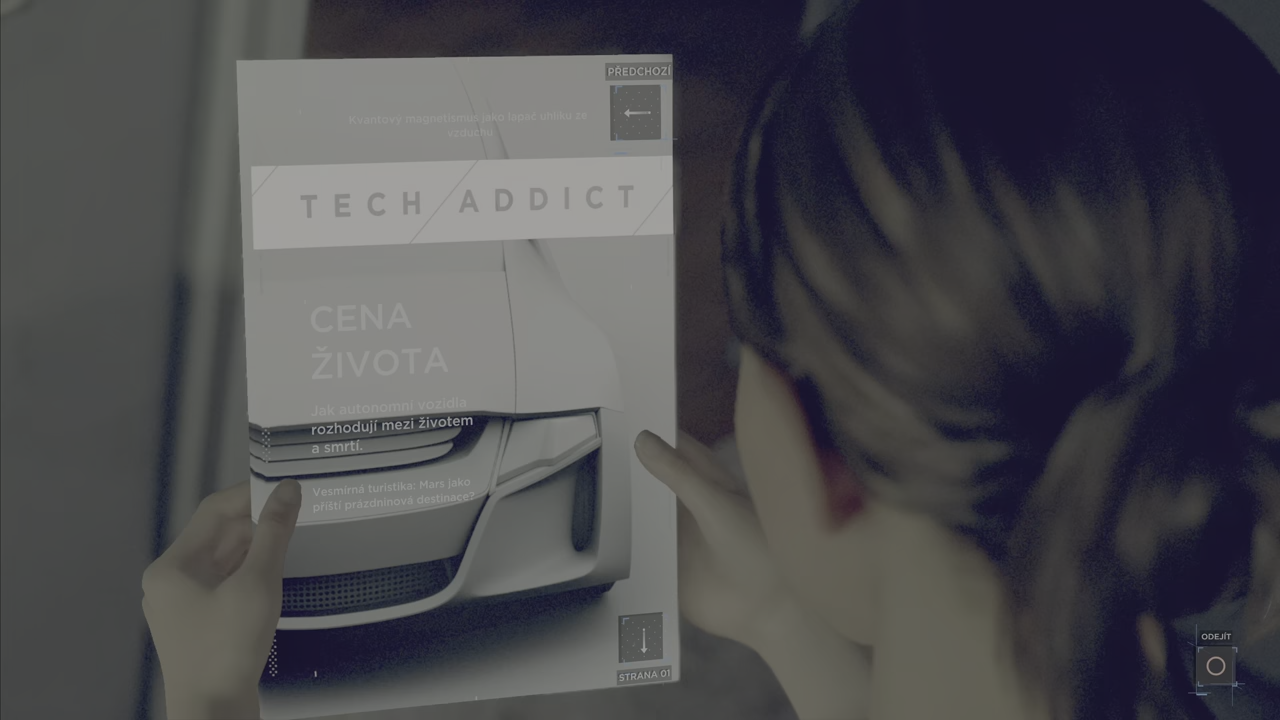 PŘEDCHOZÍ
Kvantový magnetismus jako lapač uhlíku ze
vzduchu
TECH ADDICT
CENA
ŽIVOTA
Jak autonomní vozidla
rozhodují mezi životem
a smrtí.
Vesmírná turistika: Mars jako
příští prázdninová destinace?
STRANA 01
ODEJÍT